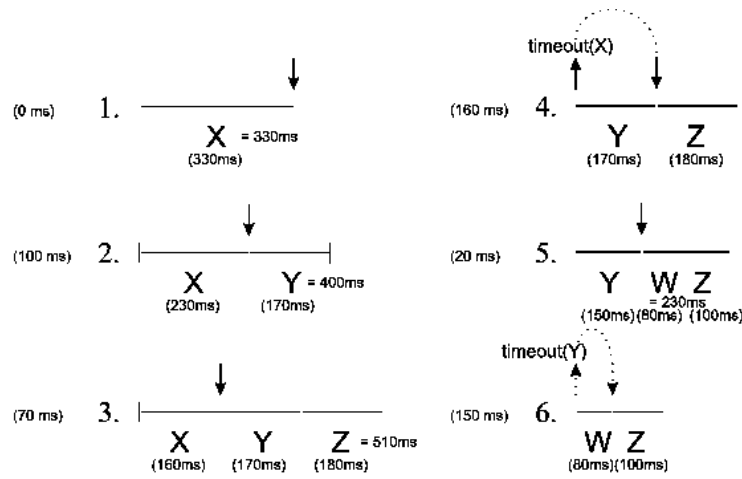 (0 ms) 1.
X = 330ms
(330ms)
(100 ms) 2.
X Y = 400ms
(230ms) (170ms)
(70 ms) 3.
X Y Z = 510ms
(160ms) (170ms) (180ms)
timeout(X)
(160 ms) 4.
Y Z
(170ms) (180ms)
(20 ms) 5.
Y W Z
= 230ms
(150ms) (80ms) (100ms)
timeout(Y)
(150 ms) 6.
W Z
(80ms) (100ms)